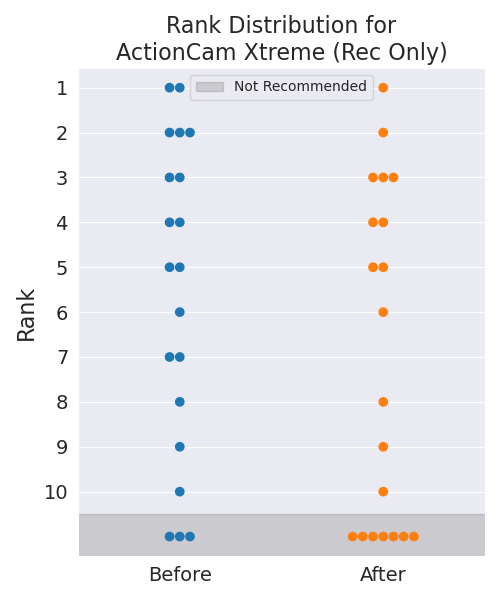 Rank Distribution for
ActionCam Xtreme (Rec Only)
Not Recommended
1
2
3
4
5
6
7
8
9
10
Rank
Before
After